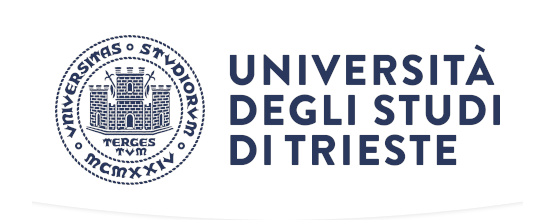 UNIVERSITAS STVDIORVM
TERGES
TVM
MCMXXIV
UNIVERSITÀ
DEGLI STUDI
DI TRIESTE